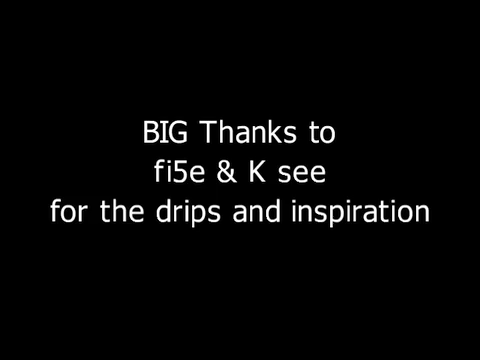 BIG Thanks to
fi5e & K see
for the drips and inspiration